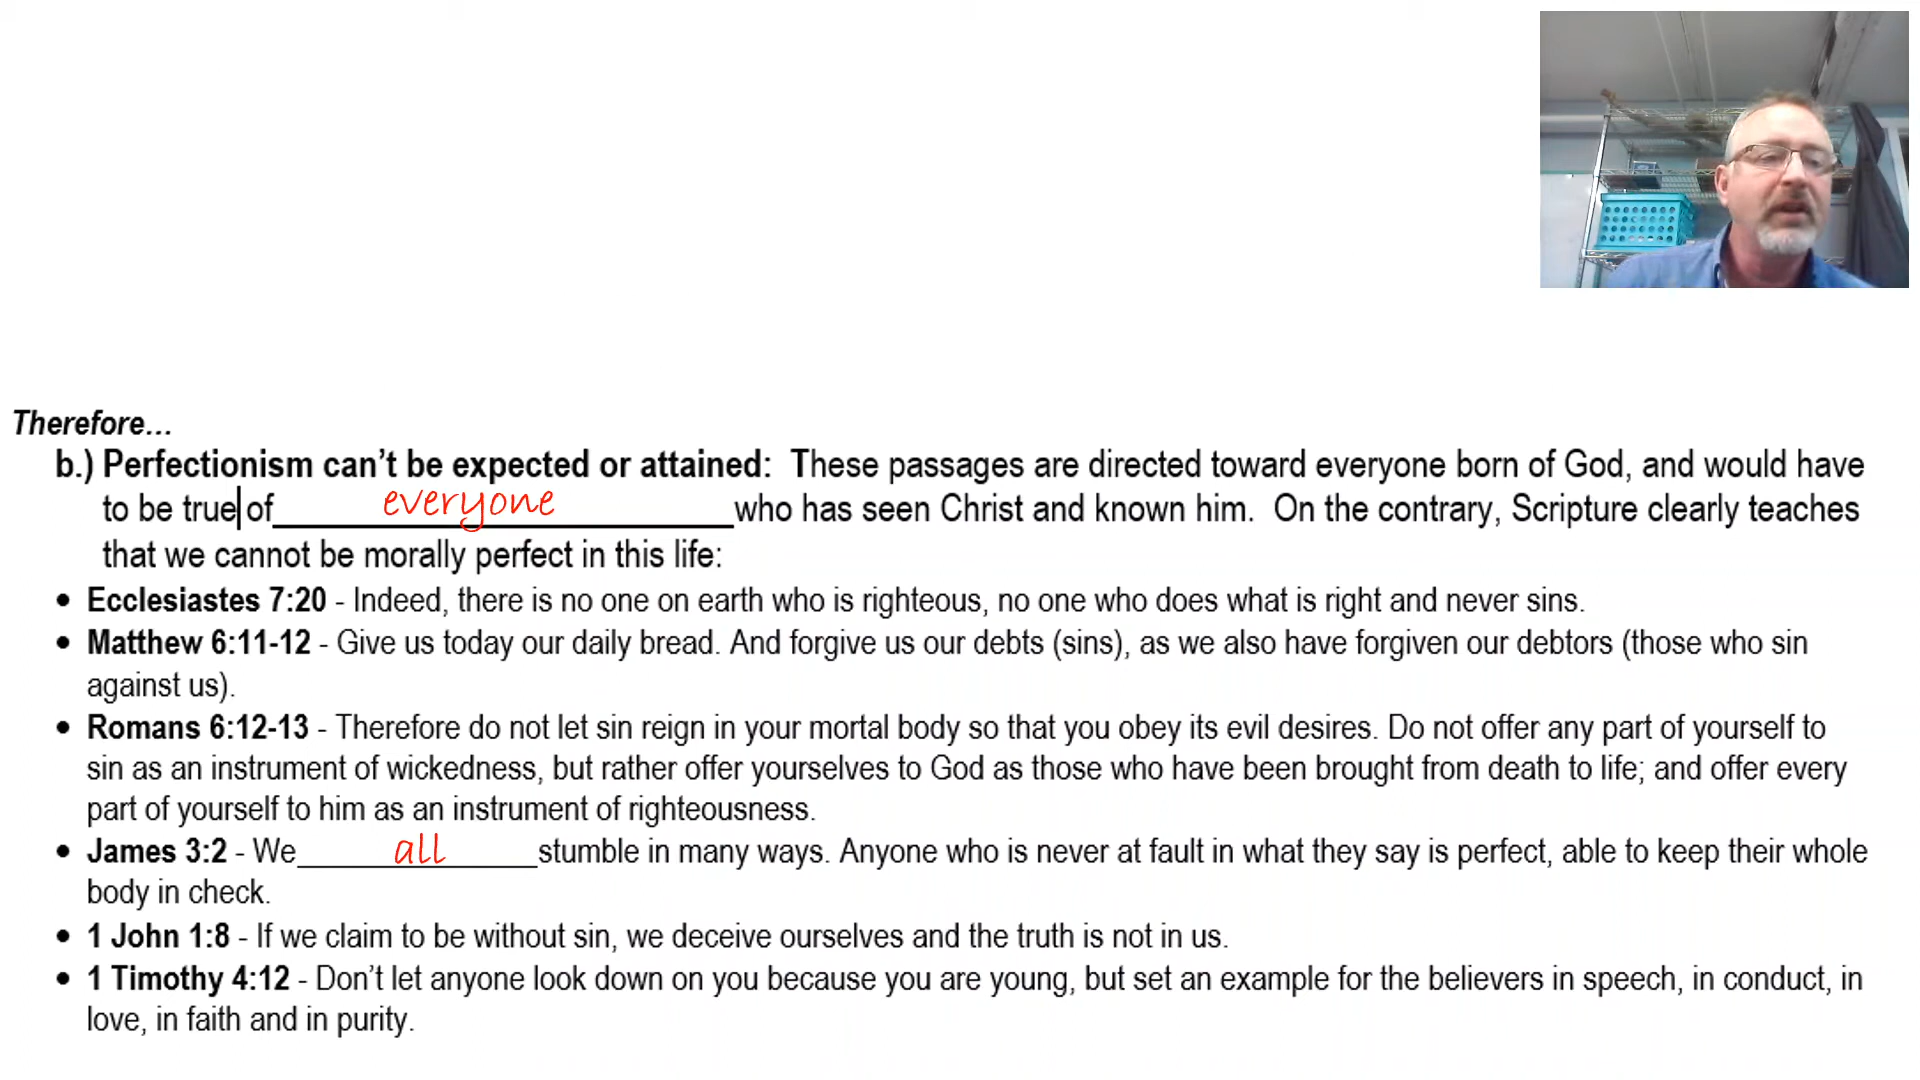 Therefore…
b.) Perfectionism can’t be expected or attained: These passages are directed toward everyone born of God, and would have
to be true of everyone who has seen Christ and known him. On the contrary, Scripture clearly teaches
that we cannot be morally perfect in this life:
• Ecclesiastes 7:20 - Indeed, there is no one on earth who is righteous, no one who does what is right and never sins.
• Matthew 6:11-12 - Give us today our daily bread. And forgive us our debts (sins), as we also have forgiven our debtors (those who sin
against us).
• Romans 6:12-13 - Therefore do not let sin reign in your mortal body so that you obey its evil desires. Do not offer any part of yourself to
sin as an instrument of wickedness, but rather offer yourselves to God as those who have been brought from death to life; and offer every
part of yourself to him as an instrument of righteousness.
• James 3:2 - We all stumble in many ways. Anyone who is never at fault in what they say is perfect, able to keep their whole
body in check.
• 1 John 1:8 - If we claim to be without sin, we deceive ourselves and the truth is not in us.
• 1 Timothy 4:12 - Don’t let anyone look down on you because you are young, but set an example for the believers in speech, in conduct, in
love, in faith and in purity.